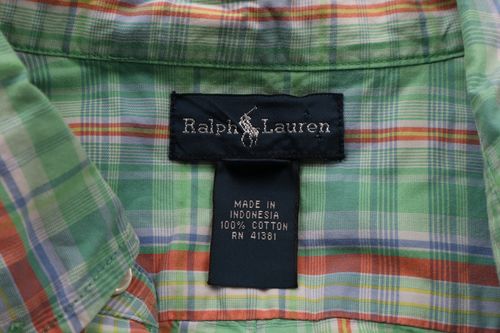 Ralph Lauren
MADE IN
INDONESIA
100% COTTON
RN 41381